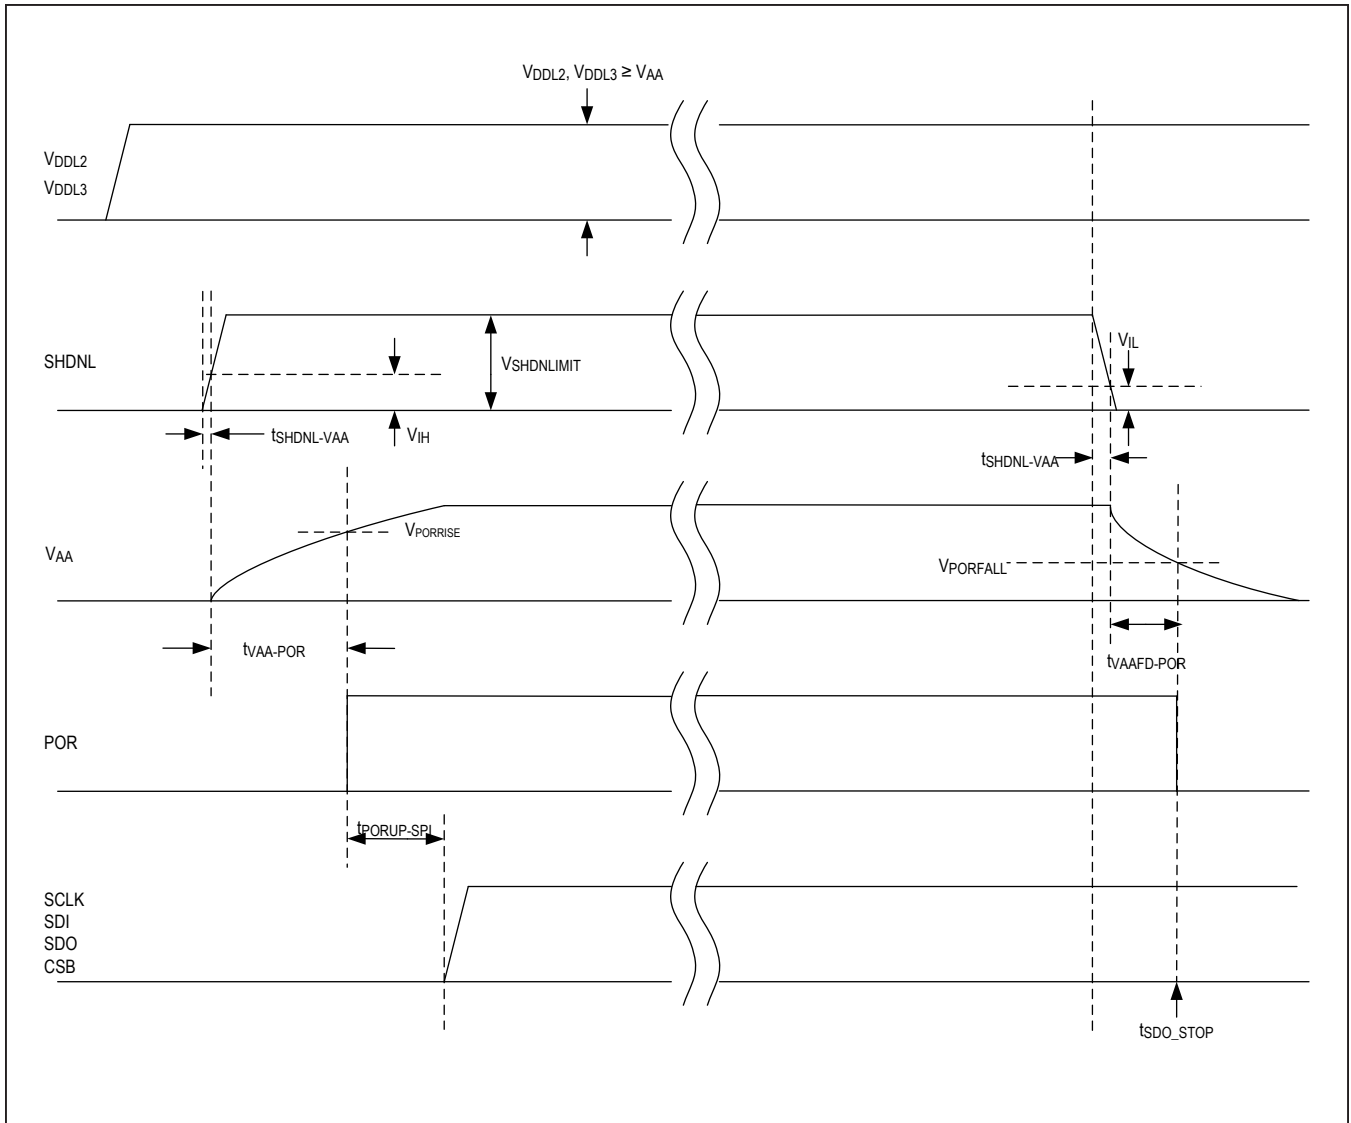 VDDL2, VDDL3 ≥ VAA
VDDL2
VDDL3
SHDNL
VSHDNLIMIT
VIL
tSHDNL-VAA
VIH
tSHDNL-VAA
VPORRISE
VAA
VPORFALL
tVAA-POR
tVAAFD-POR
POR
tPORUP-SPI
SCLK
SDI
SDO
CSB
tSDO_STOP